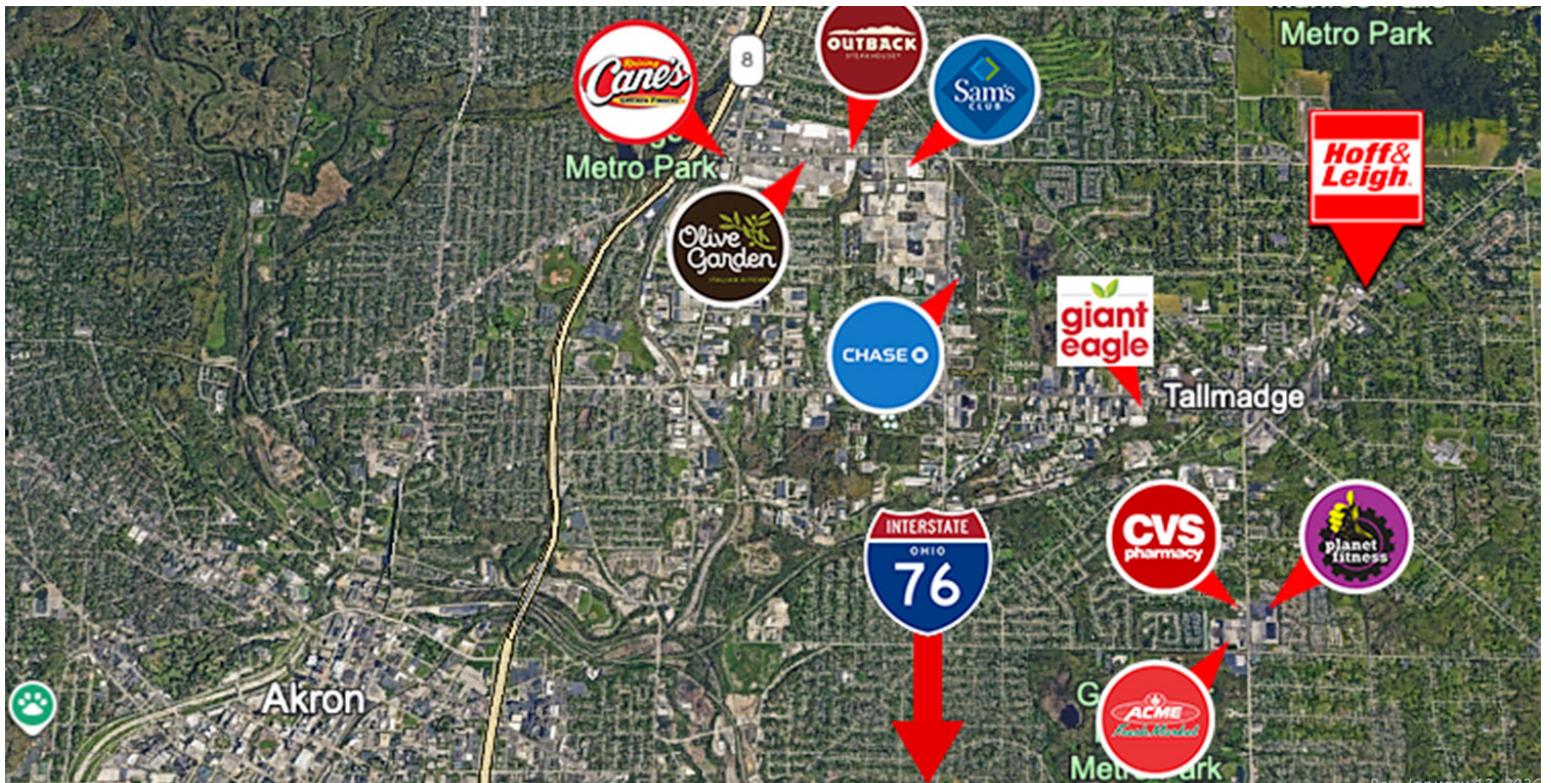 Metro Park
Raising
Cane's
CHICKEN FINGERS
8
OUTBACK
STEAKHOUSE
Sam's
CLUB
Metro Park
Hoff&
Leigh
Olive
Garden
ITALIAN KITCHEN
CHASE
giant
eagle
Tallmadge
INTERSTATE
OHIO
76
CVS
pharmacy
planet
fitness
Akron
ACME
Fresh Market
Metro Park